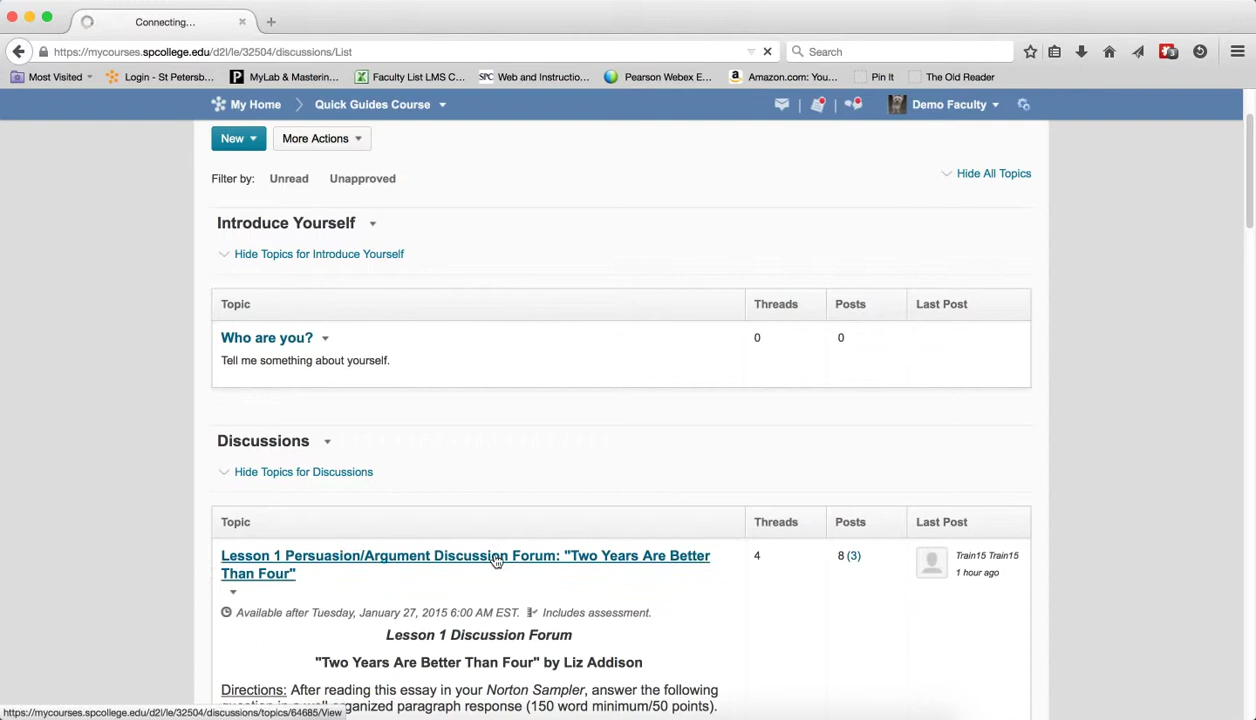 Connecting...
https://mycourses.spcollege.edu/d2l/le/32504/discussions/List
Search
Most Visited
Login - St Petersb...
MyLab & Mastering...
Faculty List LMS C...
SPC Web and Instructio...
Pearson Webex E...
Amazon.com: You...
Pin It
The Old Reader
My Home
Quick Guides Course
Demo Faculty
New
More Actions
Filter by: Unread Unapproved
Hide All Topics
Introduce Yourself
Hide Topics for Introduce Yourself
Topic Threads Posts Last Post
Who are you? 0 0
Tell me something about yourself.
Discussions
Hide Topics for Discussions
Topic Threads Posts Last Post
Lesson 1 Persuasion/Argument Discussion Forum: "Two Years Are Better 4 8 (3) Train15 Train15
Than Four" 1 hour ago
Available after Tuesday, January 27, 2015 6:00 AM EST. Includes assessment.
Lesson 1 Discussion Forum
"Two Years Are Better Than Four" by Liz Addison
Directions: After reading this essay in your Norton Sampler, answer the following
organized paragraph response (150 word minimum/50 points).
https://mycourses.spcollege.edu/d2l/le/32504/discussions/topics/64685/View